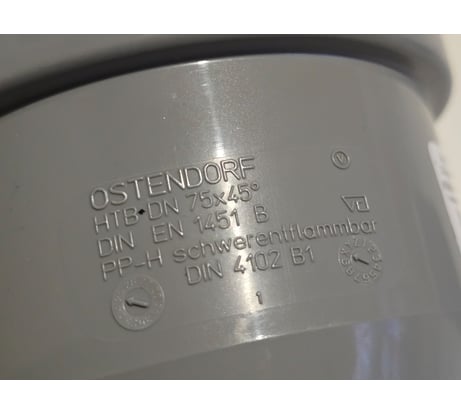 OSTENDORF
HTB DN 75x45°
DIN EN 1451 B
PP-H schwerentflammbar
DIN 4102 B1
1